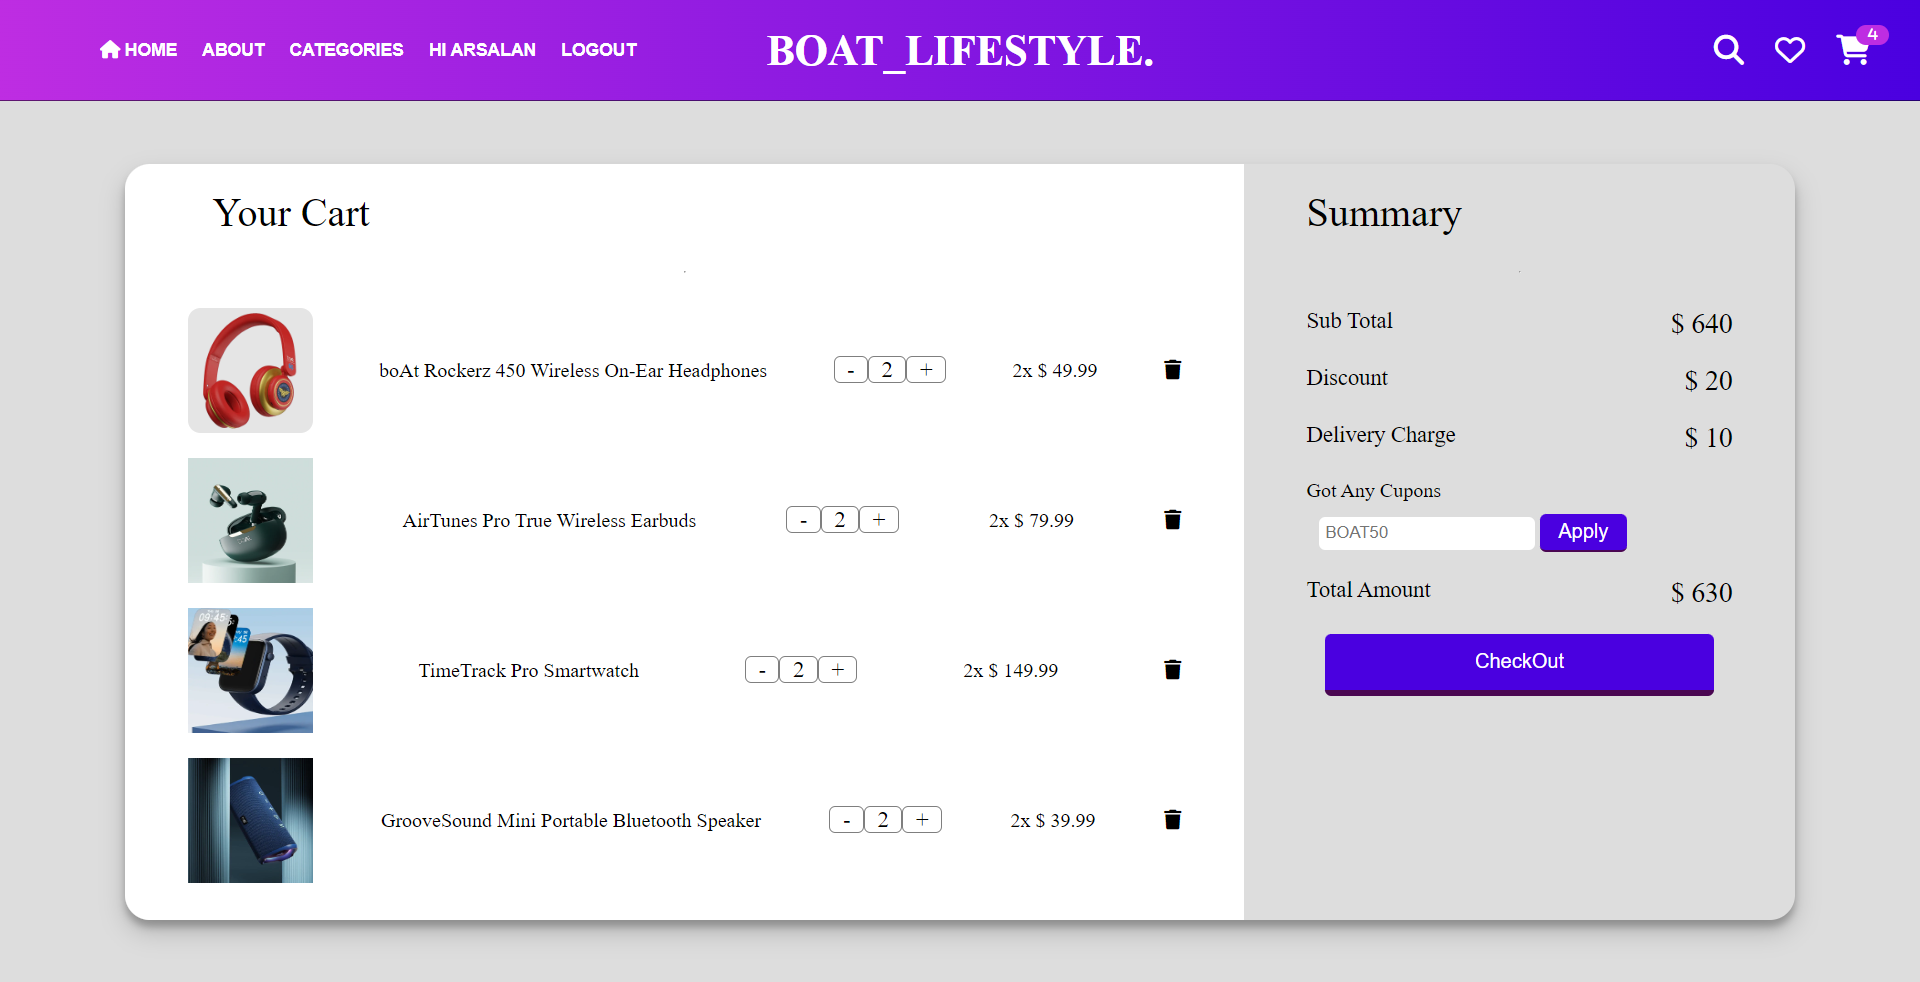 HOME ABOUT CATEGORIES HI ARSALAN LOGOUT
BOAT_LIFESTYLE.
4
Your Cart
boAt Rockerz 450 Wireless On-Ear Headphones - 2 + 2x $ 49.99
AirTunes Pro True Wireless Earbuds - 2 + 2x $ 79.99
TimeTrack Pro Smartwatch - 2 + 2x $ 149.99
GrooveSound Mini Portable Bluetooth Speaker - 2 + 2x $ 39.99
Summary
Sub Total $ 640
Discount $ 20
Delivery Charge $ 10
Got Any Cupons
BOAT50 Apply
Total Amount $ 630
CheckOut